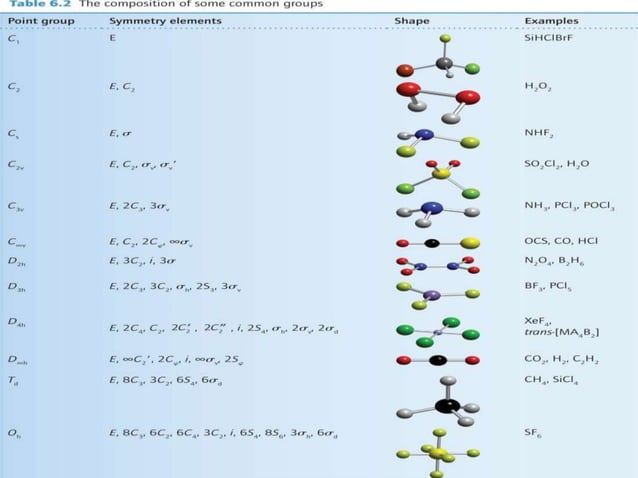 Table 6.2 The composition of some common groups
Point group Symmetry elements Shape Examples
C₁ E SiHClBrF
C₂ E, C₂ H₂O₂
Cₛ E, σ NHF₂
C₂ᵥ E, C₂, σᵥ, σᵥ′ SO₂Cl₂, H₂O
C₃ᵥ E, 2C₃, 3σᵥ NH₃, PCl₃, POCl₃
C∞ᵥ E, C₂, 2Cφ, ∞σᵥ OCS, CO, HCl
D₂ₕ E, 3C₂, i, 3σ N₂O₄, B₂H₆
D₃ₕ E, 2C₃, 3C₂, σₕ, 2S₃, 3σᵥ BF₃, PCl₅
D₄ₕ E, 2C₄, C₂, 2C₂′, 2C₂″, i, 2S₄, σₕ, 2σᵥ, 2σd XeF₄,
trans-[MA₄B₂]
D∞ₕ E, ∞C₂′, 2Cφ, i, ∞σᵥ, 2Sφ CO₂, H₂, C₂H₂
Td E, 8C₃, 3C₂, 6S₄, 6σd CH₄, SiCl₄
Oₕ E, 8C₃, 6C₂, 6C₄, 3C₂, i, 6S₄, 8S₆, 3σₕ, 6σd SF₆